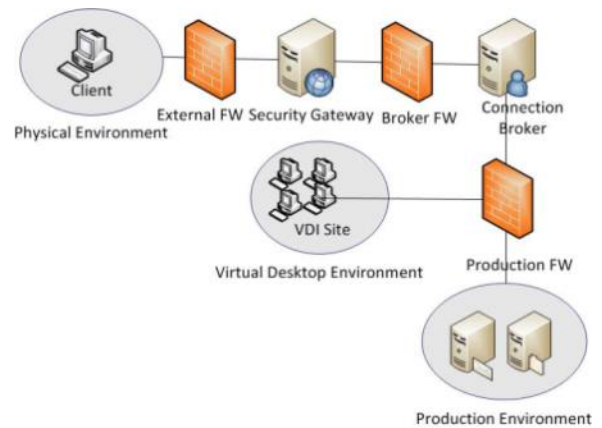 Client
Physical Environment
External FW
Security Gateway
Broker FW
Connection
Broker
VDI Site
Virtual Desktop Environment
Production FW
Production Environment